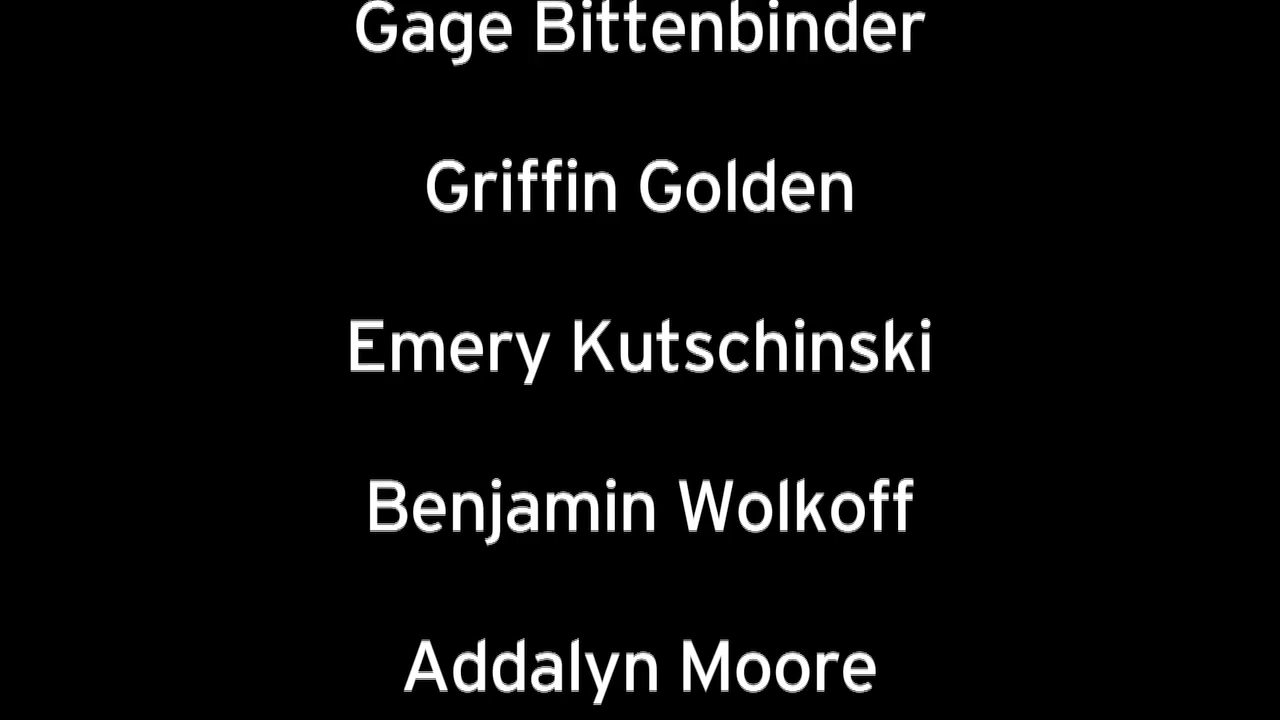 Gage Bittenbinder
Griffin Golden
Emery Kutschinski
Benjamin Wolkoff
Addalyn Moore